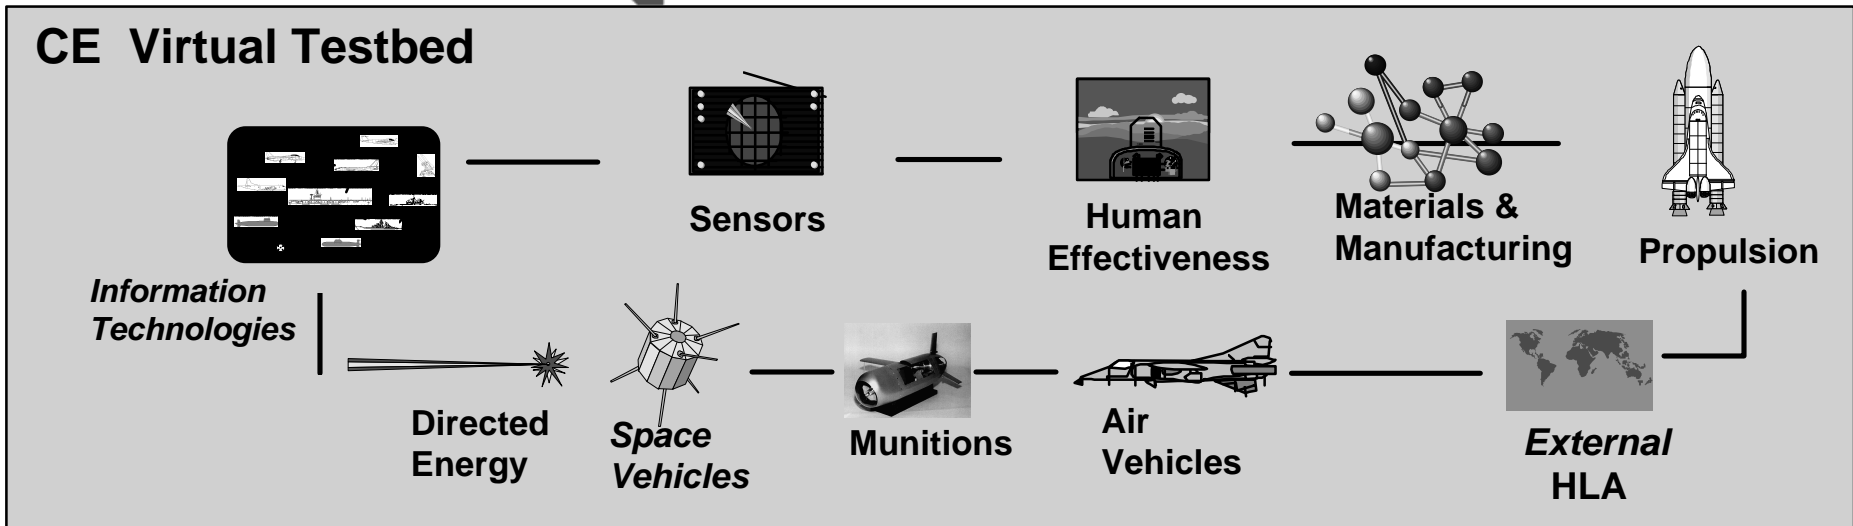 CE Virtual Testbed
Sensors
Human
Effectiveness
Materials &
Manufacturing
Propulsion
Information
Technologies
Directed
Energy
Space
Vehicles
Munitions
Air
Vehicles
External
HLA